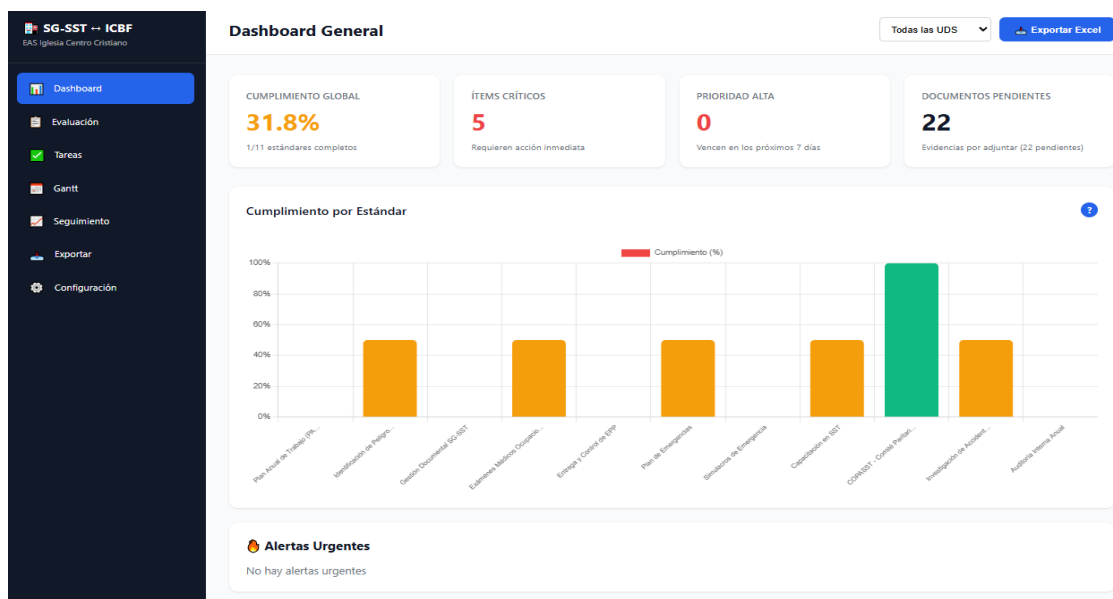 SG-SST ↔ ICBF
EAS Iglesia Centro Cristiano
Dashboard
Evaluación
Tareas
Gantt
Seguimiento
Exportar
Configuración
Dashboard General
Todas las UDS
Exportar Excel
CUMPLIMIENTO GLOBAL
31.8%
1/11 estándares completos
ÍTEMS CRÍTICOS
5
Requieren acción inmediata
PRIORIDAD ALTA
0
Vencen en los próximos 7 días
DOCUMENTOS PENDIENTES
22
Evidencias por adjuntar (22 pendientes)
Cumplimiento por Estándar
?
Cumplimiento (%)
100%
80%
60%
40%
20%
0%
Plan Anual de Trabajo (PA...
Identificación de Peligro...
Gestión Documental SG-SST
Exámenes Médicos Ocupacio...
Entrega y Control de EPP
Plan de Emergencias
Simulacros de Emergencia
Capacitación en SST
COPASST - Comité Paritari...
Investigación de Accident...
Auditoría Interna Anual
Alertas Urgentes
No hay alertas urgentes